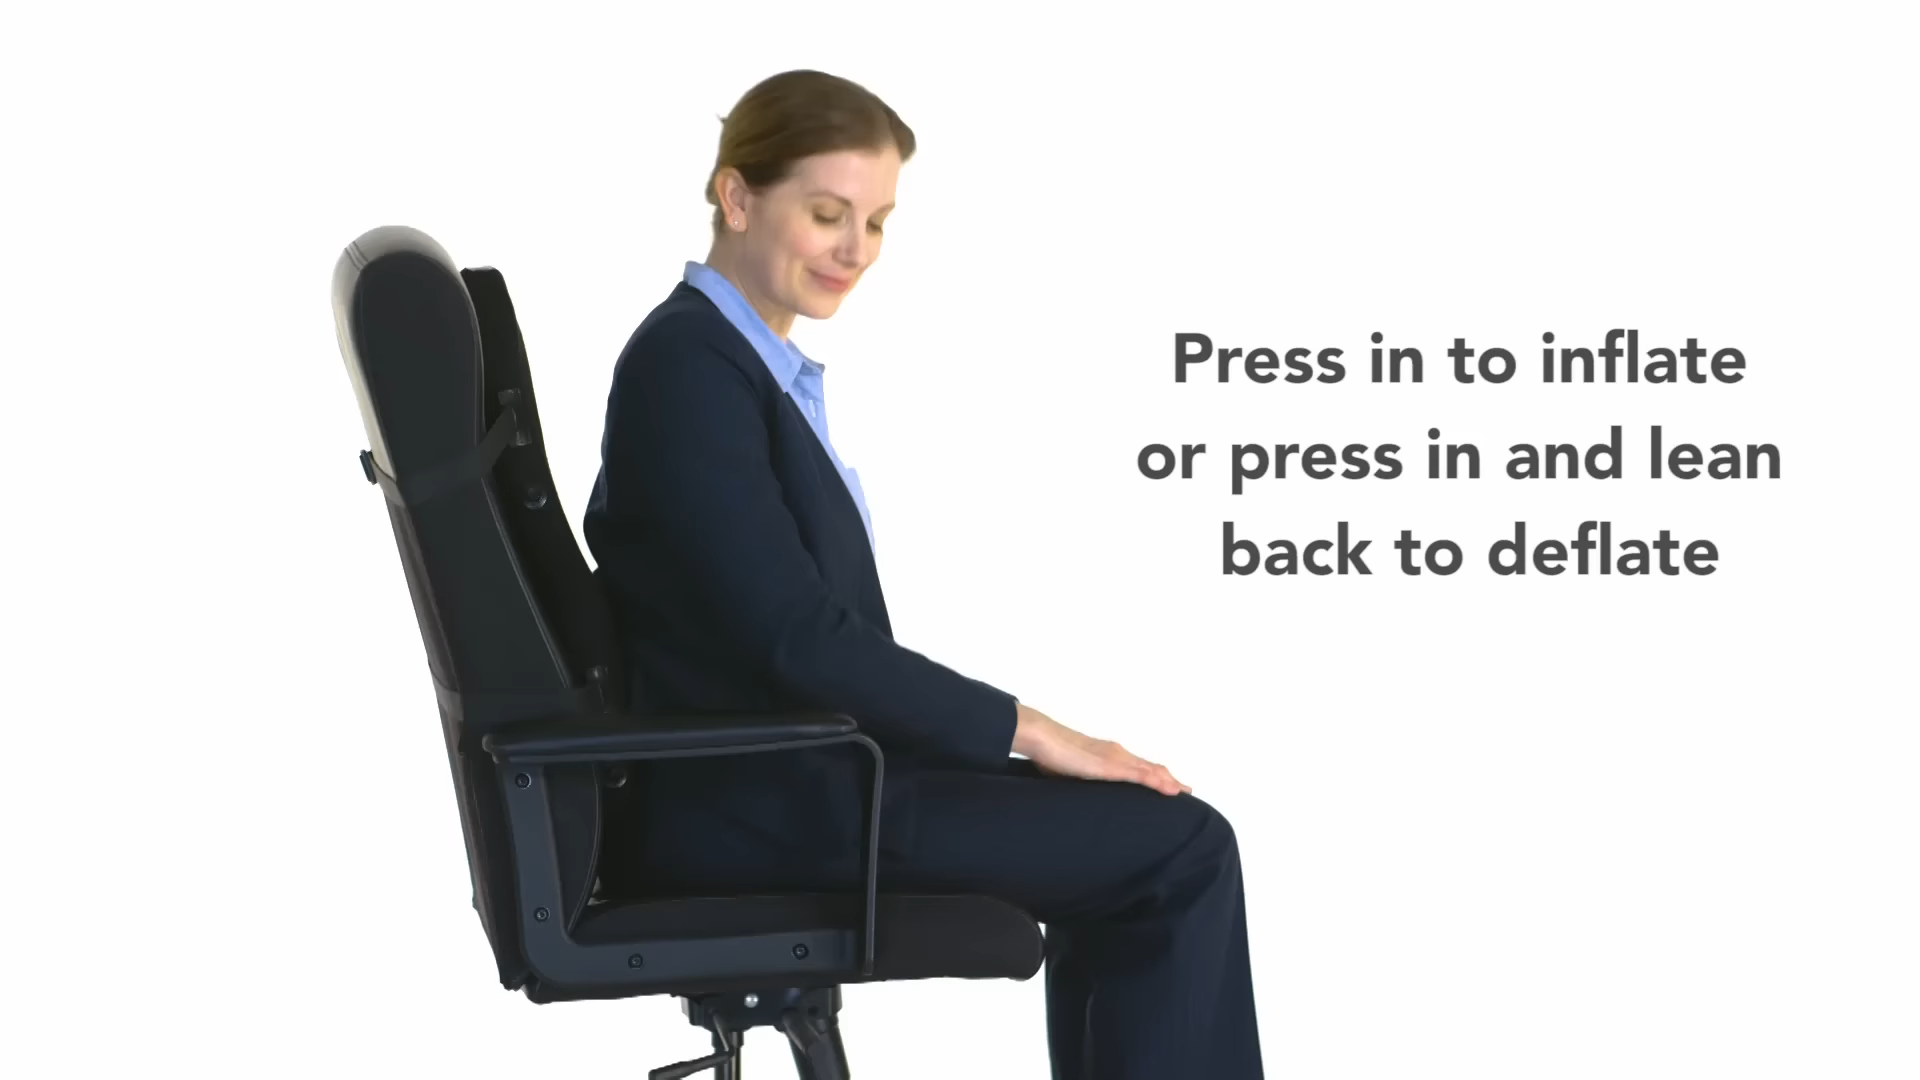 Press in to inflate
or press in and lean
back to deflate